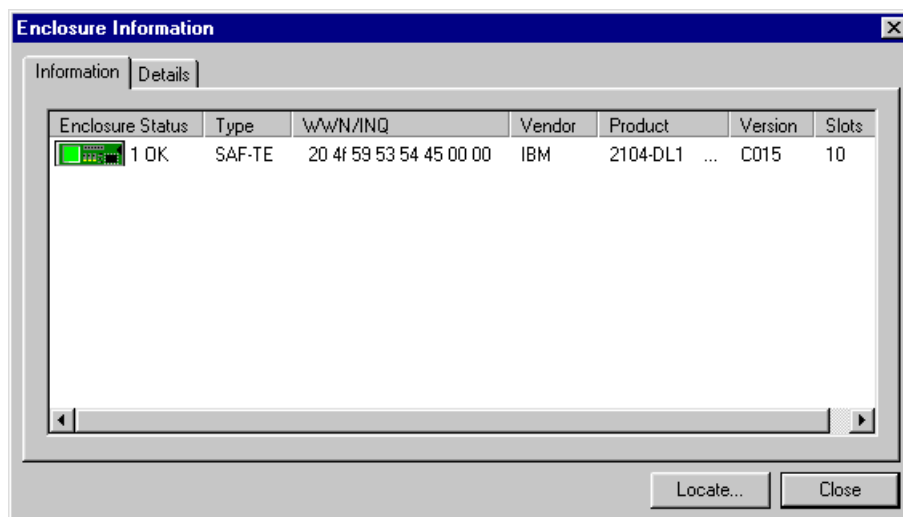 Enclosure Information
Information Details
Enclosure Status Type WWN/INQ Vendor Product Version Slots
1 OK SAF-TE 20 4f 59 53 54 45 00 00 IBM 2104-DL1 ... C015 10
Locate... Close